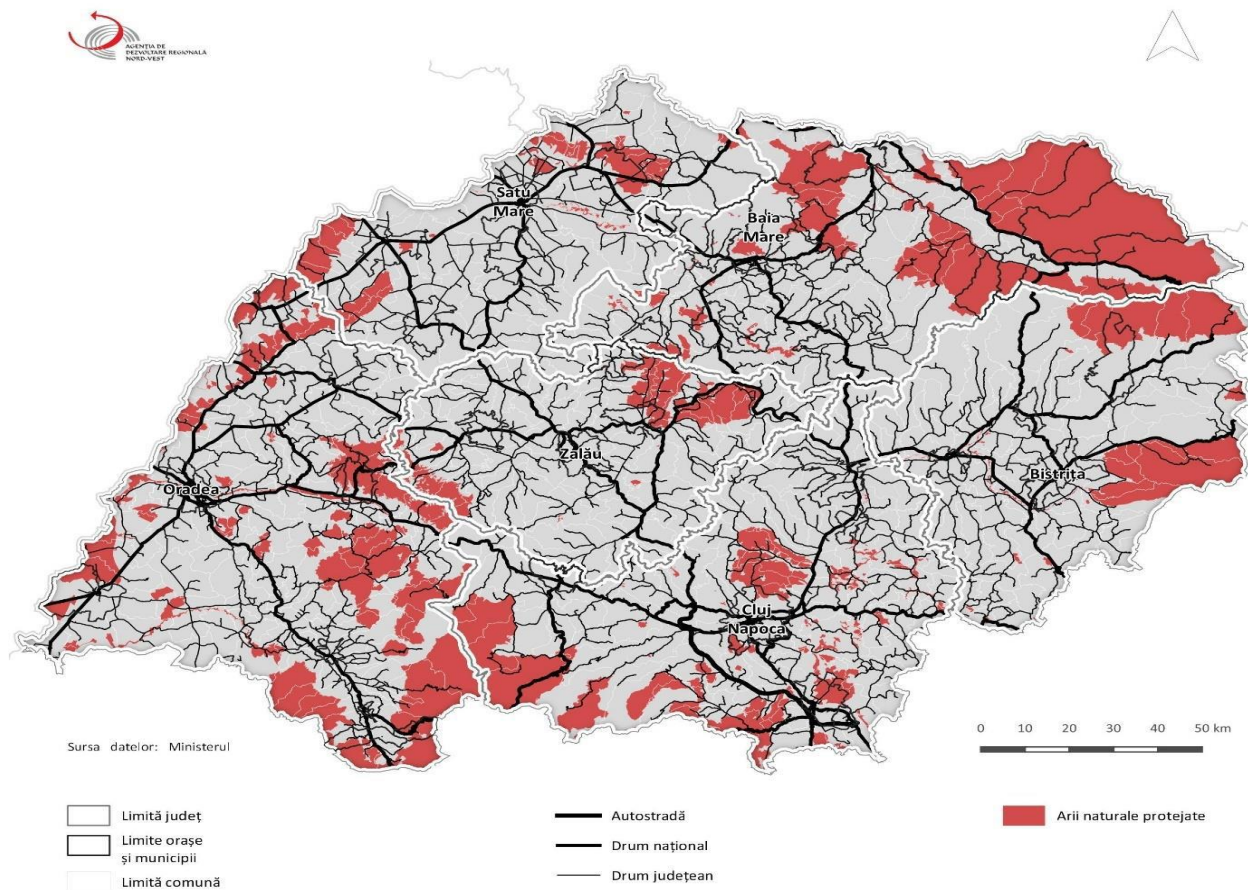 AGENȚIA DE
DEZVOLTARE REGIONALĂ
NORD-VEST
Satu
Mare
Baia
Mare
Zalău
Oradea
Bistrița
Cluj
Napoca
Sursa datelor: Ministerul
0 10 20 30 40 50 km
Limită județ
Limite orașe
și municipii
Limită comună
Autostradă
Drum național
Drum județean
Arii naturale protejate